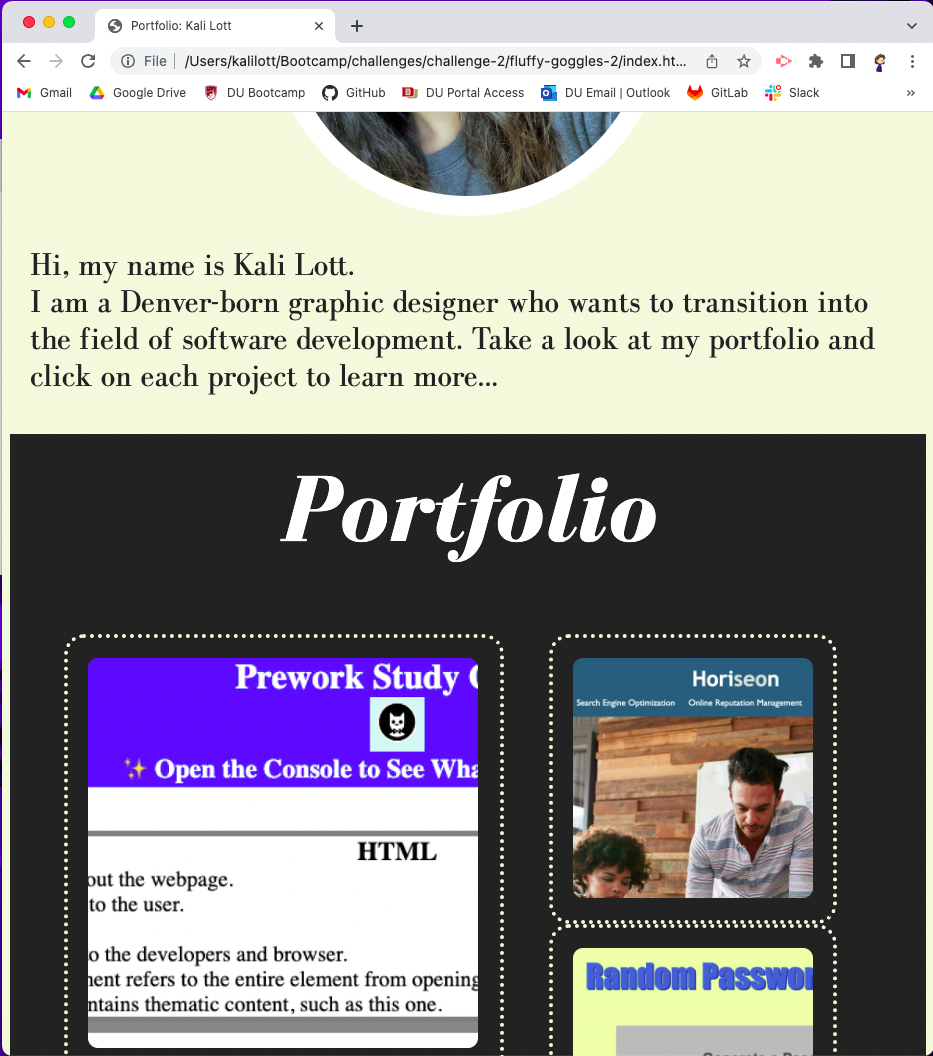 Portfolio: Kali Lott
File
/Users/kalilott/Bootcamp/challenges/challenge-2/fluffy-goggles-2/index.ht...
Gmail
Google Drive
DU Bootcamp
GitHub
DU Portal Access
DU Email | Outlook
GitLab
Slack
»
Hi, my name is Kali Lott.
I am a Denver-born graphic designer who wants to transition into
the field of software development. Take a look at my portfolio and
click on each project to learn more...
Portfolio
Prework Study
✨ Open the Console to See Wha
HTML
out the webpage.
to the user.
o the developers and browser.
ment refers to the entire element from opening
ntains thematic content, such as this one.
Horiseon
Search Engine Optimization
Online Reputation Management
Random Passwor